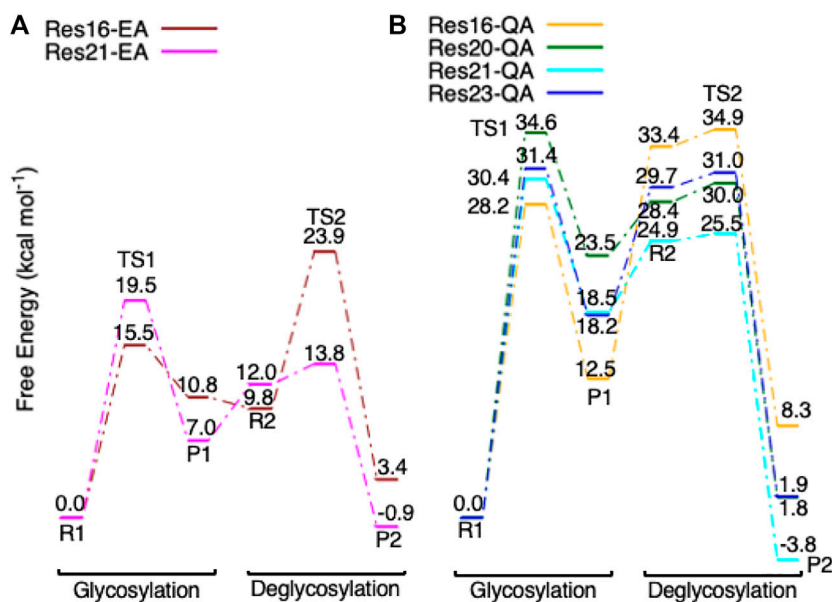 A
Res16-EA
Res21-EA
Free Energy (kcal mol⁻¹)
TS1
19.5
15.5
10.8
7.0
P1
12.0
9.8
R2
TS2
23.9
13.8
3.4
-0.9
P2
0.0
R1
Glycosylation
Deglycosylation
B
Res16-QA
Res20-QA
Res21-QA
Res23-QA
TS1
34.6
31.4
30.4
28.2
23.5
18.5
18.2
12.5
P1
33.4
29.7
28.4
24.9
R2
TS2
34.9
31.0
30.0
25.5
8.3
1.9
1.8
-3.8
P2
0.0
R1
Glycosylation
Deglycosylation